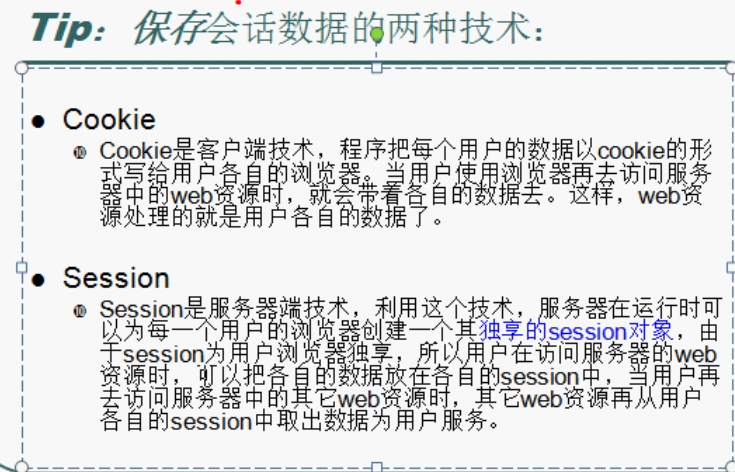 Tip：保存会话数据的两种技术：
Cookie
Cookie是客户端技术，程序把每个用户的数据以cookie的形
式写给用户各自的浏览器。当用户使用浏览器再去访问服务
器中的web资源时，就会带着各自的数据去。这样，web资
源处理的就是用户各自的数据了。
Session
Session是服务器端技术，利用这个技术，服务器在运行时可
以为每一个用户的浏览器创建一个其独享的session对象，由
于session为用户浏览器独享，所以用户在访问服务器的web
资源时，可以把各自的数据放在各自的session中，当用户再
去访问服务器中的其它web资源时，其它web资源再从用户
各自的session中取出数据为用户服务。